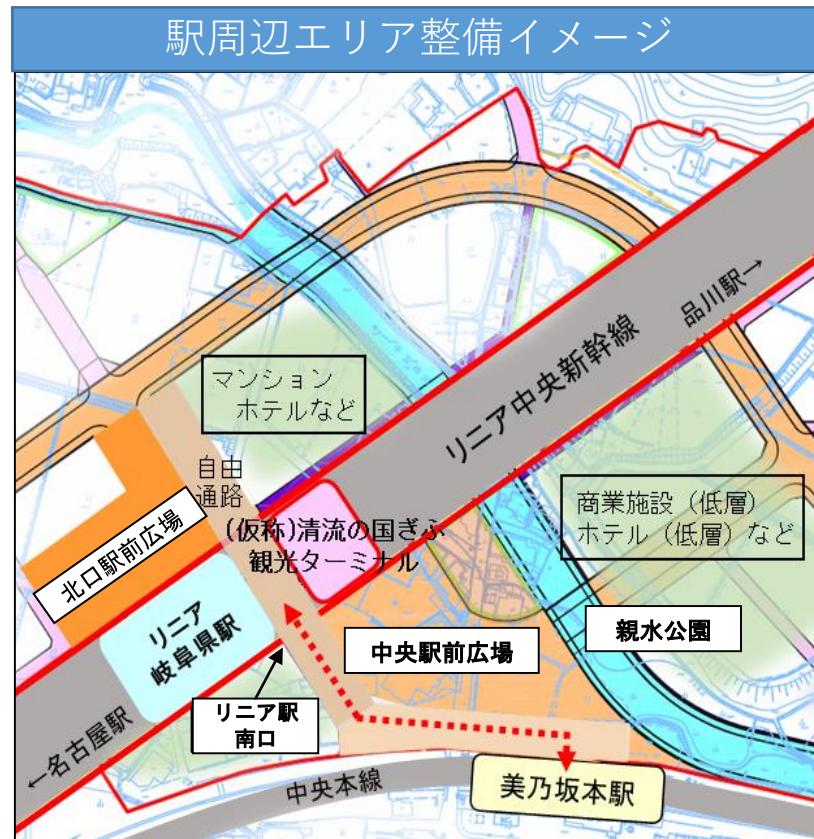 駅周辺エリア整備イメージ
品川駅→
リニア中央新幹線
マンション
ホテルなど
自由
通路
商業施設（低層）
ホテル（低層）など
(仮称)清流の国ぎふ
観光ターミナル
北口駅前広場
リニア
岐阜県駅
中央駅前広場
親水公園
リニア駅
南口
←名古屋駅
中央本線
美乃坂本駅